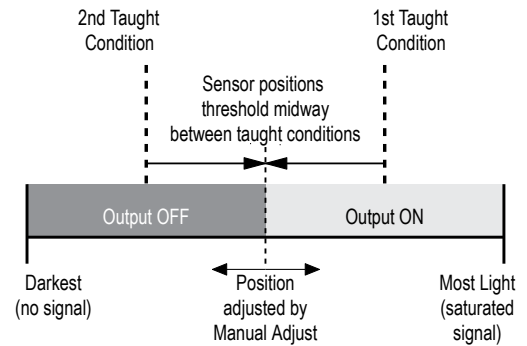 2nd Taught
Condition
1st Taught
Condition
Sensor positions
threshold midway
between taught conditions
Output OFF
Output ON
Darkest
(no signal)
Position
adjusted by
Manual Adjust
Most Light
(saturated
signal)